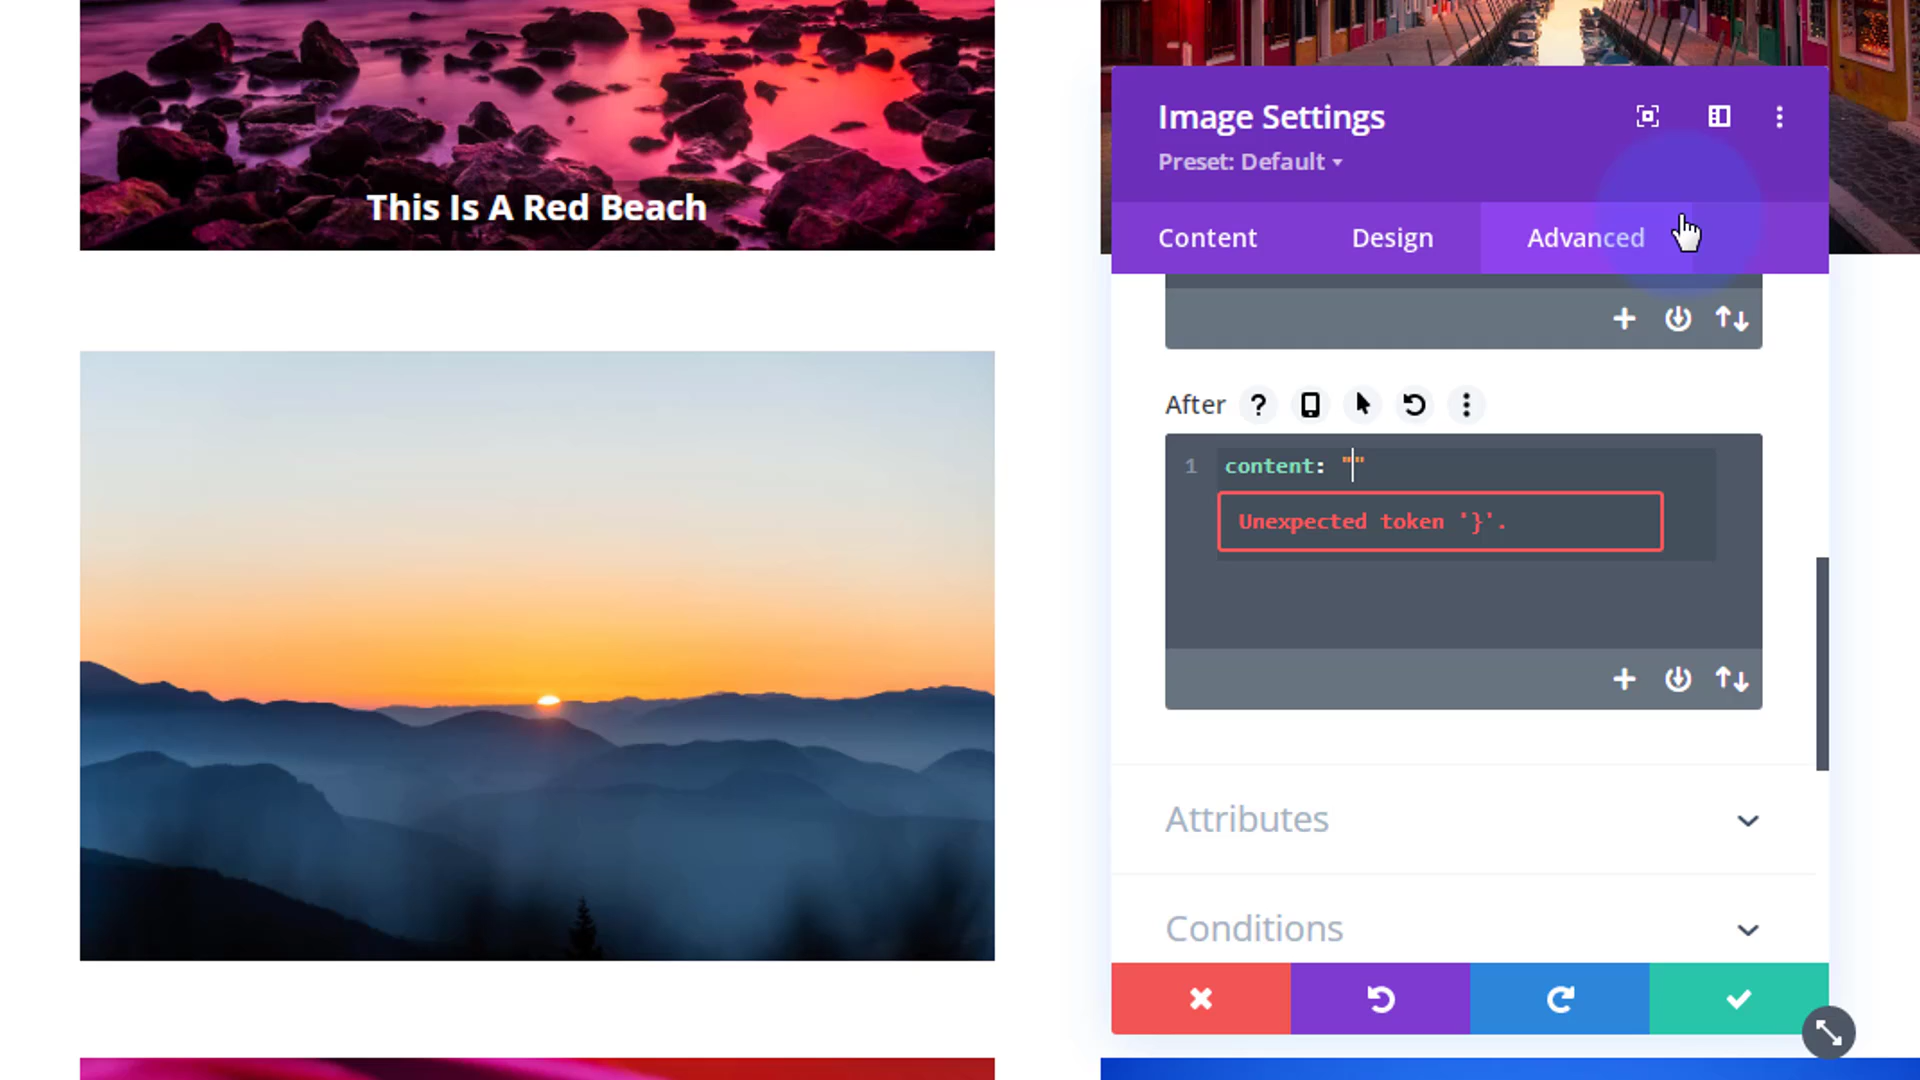 This Is A Red Beach
Image Settings
Preset: Default
Content
Design
Advanced
After
1 content: ""
Unexpected token '}'.
Attributes
Conditions